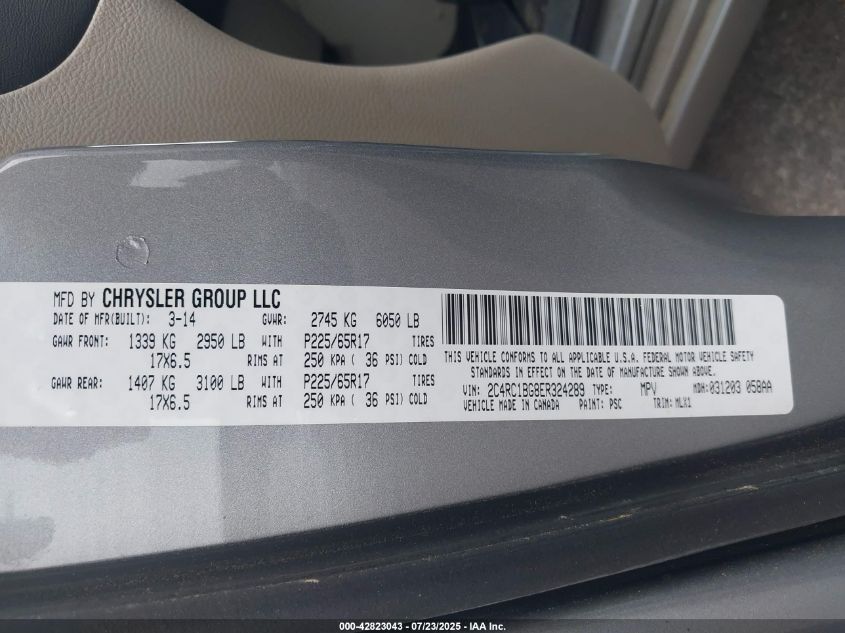 MFD BY CHRYSLER GROUP LLC
DATE OF MFR(BUILT): 3-14 GVWR: 2745 KG 6050 LB
GAWR FRONT: 1339 KG 2950 LB WITH P225/65R17 TIRES
17X6.5 RIMS AT 250 KPA ( 36 PSI) COLD
GAWR REAR: 1407 KG 3100 LB WITH P225/65R17 TIRES
17X6.5 RIMS AT 250 KPA ( 36 PSI) COLD
THIS VEHICLE CONFORMS TO ALL APPLICABLE U.S.A. FEDERAL MOTOR VEHICLE SAFETY
STANDARDS IN EFFECT ON THE DATE OF MANUFACTURE SHOWN ABOVE.
VIN: 2C4RC1BG8ER324289 TYPE: MPV MDH: 031203 058AA
VEHICLE MADE IN CANADA PAINT: PSC TRIM: MLX1
000-42823043 - 07/23/2025 - IAA Inc.